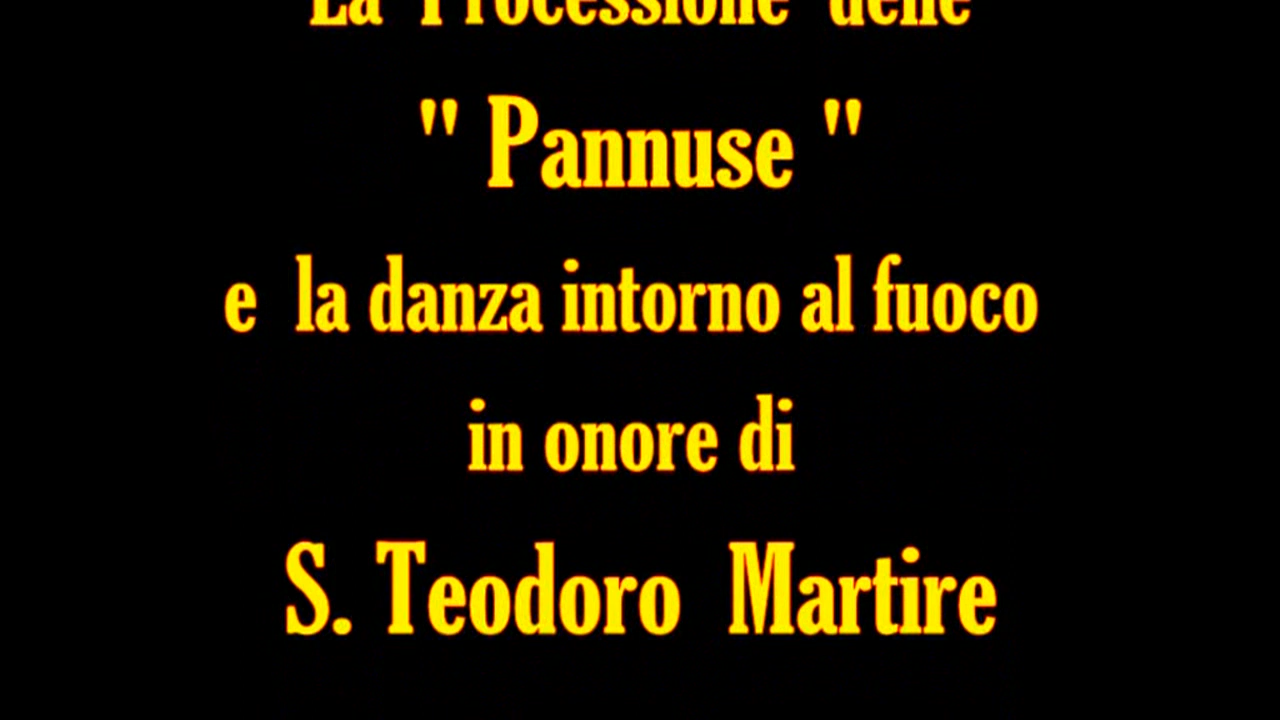 La Processione delle
" Pannuse "
e la danza intorno al fuoco
in onore di
S. Teodoro Martire